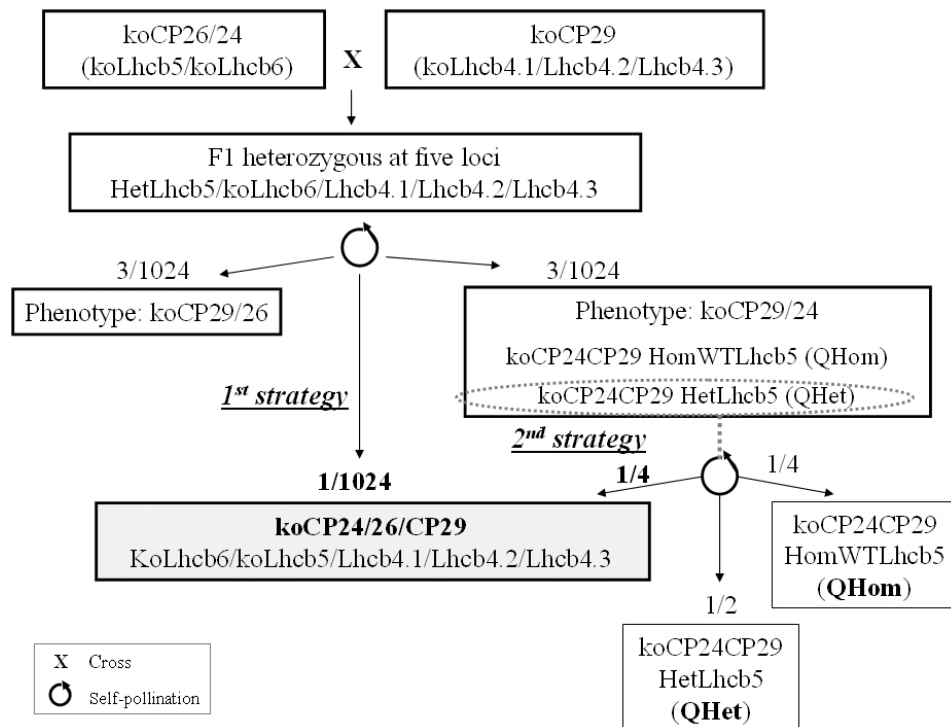 koCP26/24
(koLhcb5/koLhcb6)
X
koCP29
(koLhcb4.1/Lhcb4.2/Lhcb4.3)
F1 heterozygous at five loci
HetLhcb5/koLhcb6/Lhcb4.1/Lhcb4.2/Lhcb4.3
3/1024
3/1024
Phenotype: koCP29/26
Phenotype: koCP29/24
koCP24CP29 HomWTLhcb5 (QHom)
koCP24CP29 HetLhcb5 (QHet)
1st strategy
2nd strategy
1/1024
1/4
1/4
koCP24/26/CP29
KoLhcb6/koLhcb5/Lhcb4.1/Lhcb4.2/Lhcb4.3
koCP24CP29
HomWTLhcb5
(QHom)
1/2
koCP24CP29
HetLhcb5
(QHet)
X Cross
Self-pollination